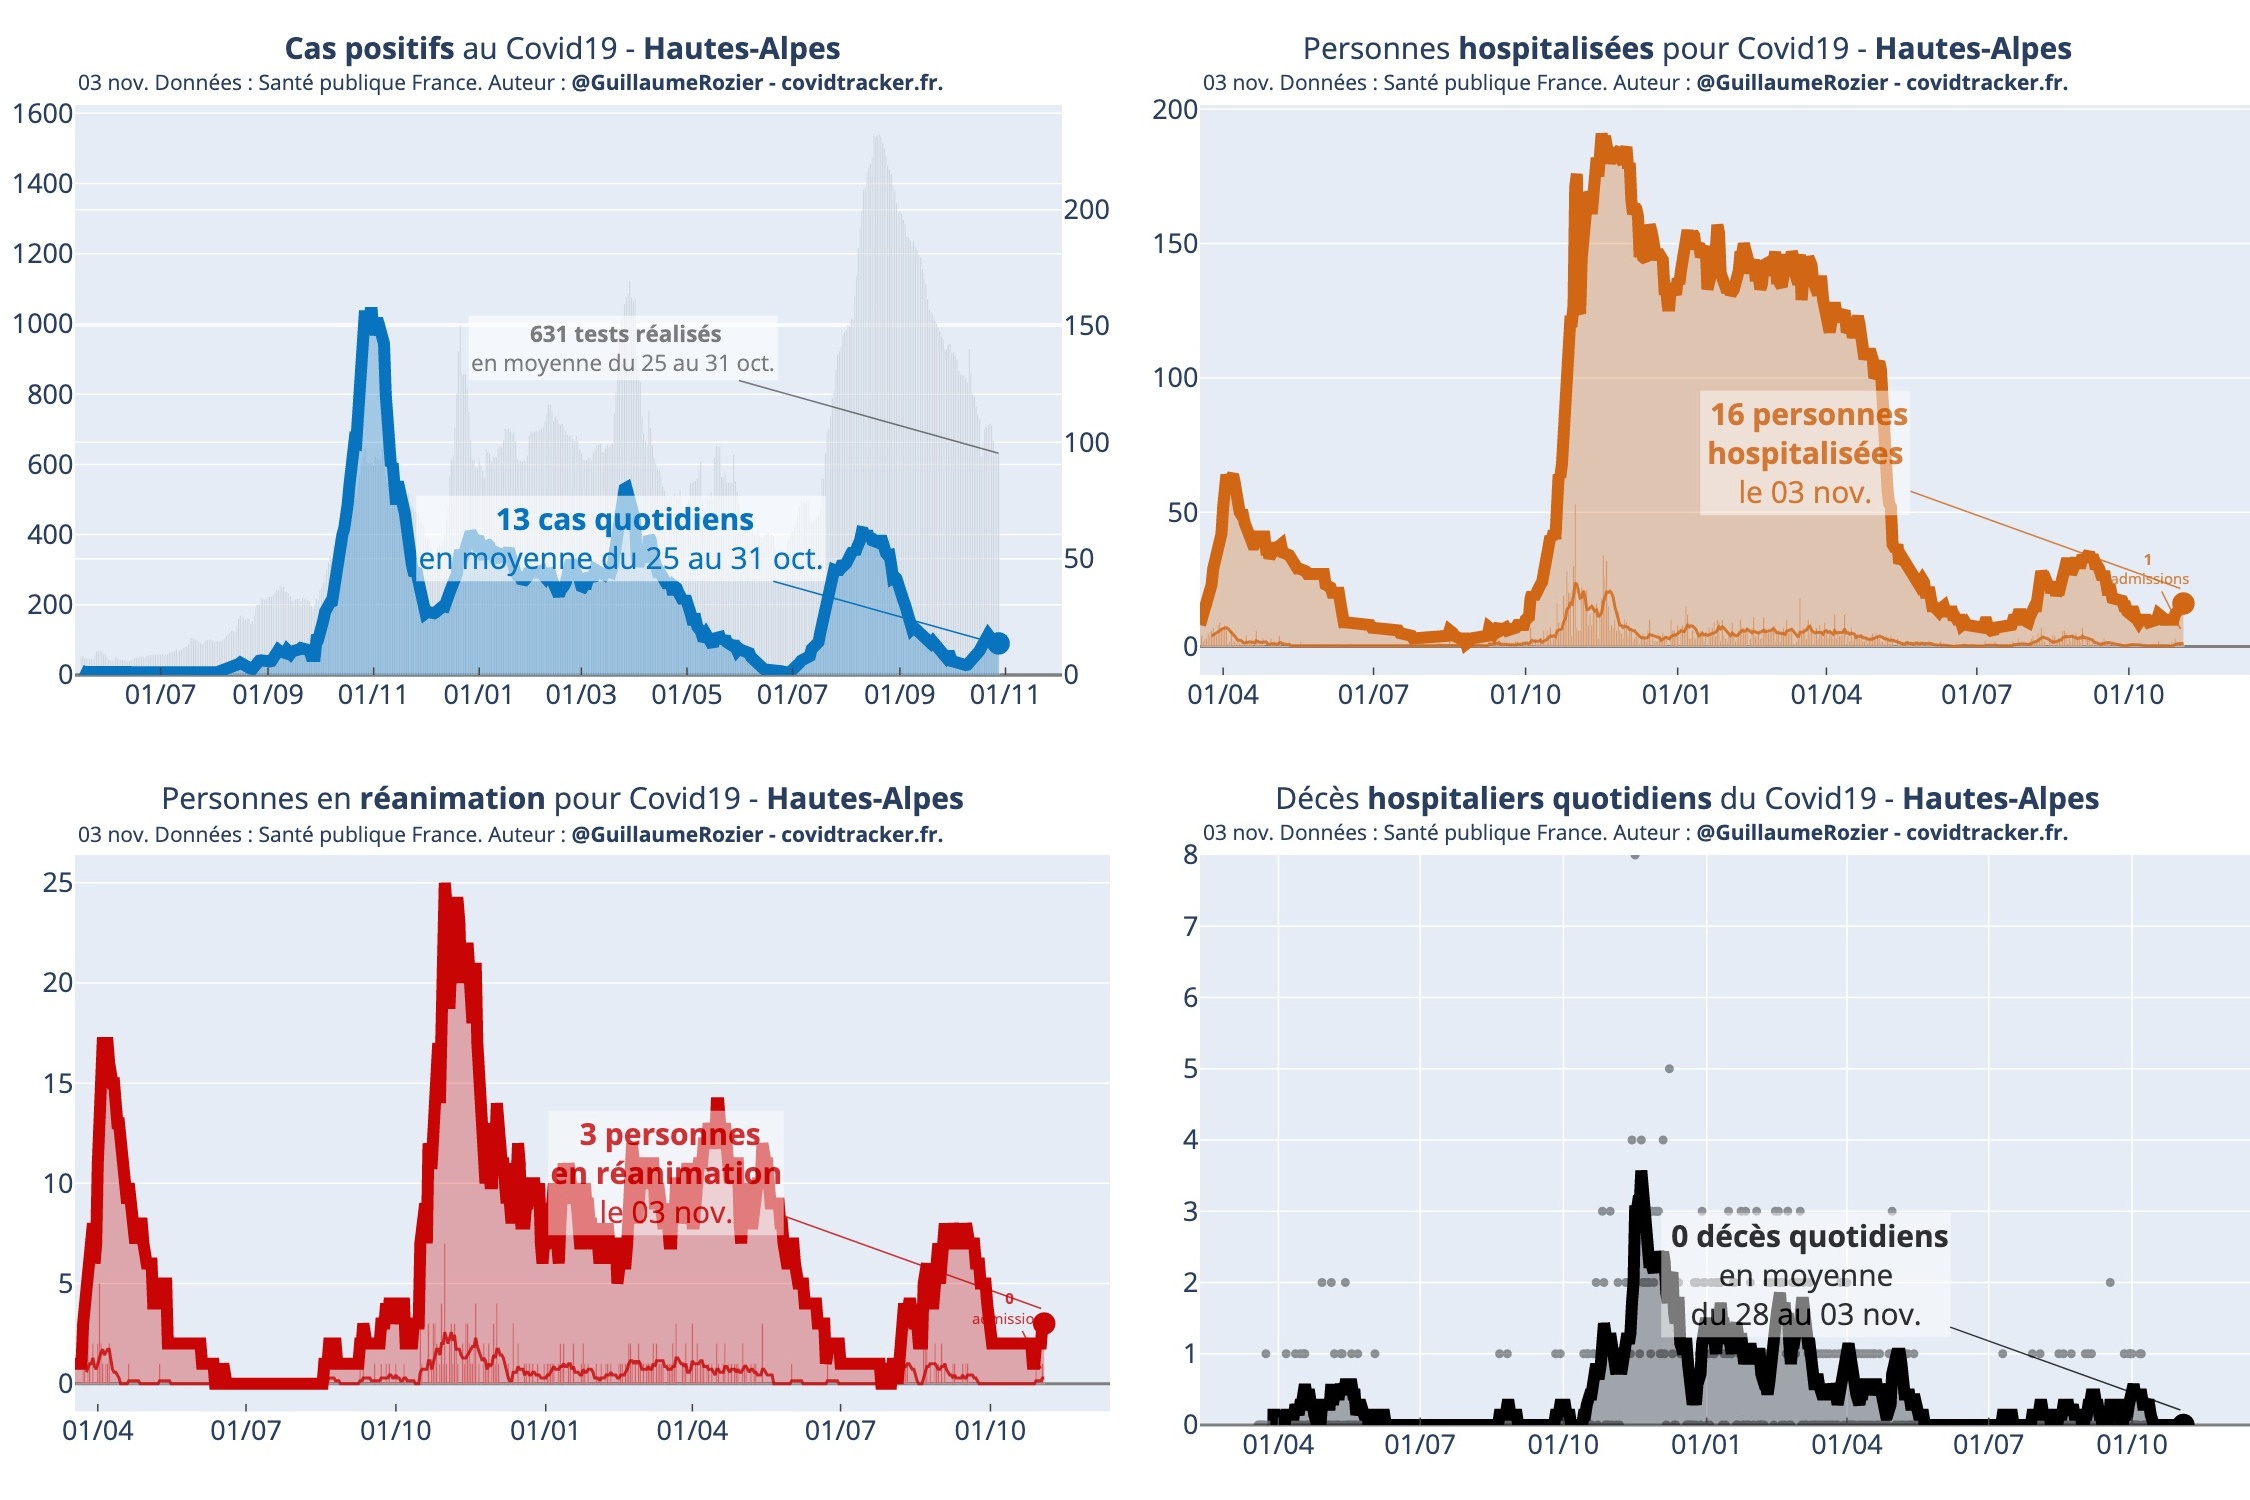 Cas positifs au Covid19 - Hautes-Alpes
03 nov. Données : Santé publique France. Auteur : @GuillaumeRozier - covidtracker.fr.
1600
1400
1200
1000
800
600
400
200
0
200
150
100
50
0
631 tests réalisés
en moyenne du 25 au 31 oct.
13 cas quotidiens
en moyenne du 25 au 31 oct.
01/07 01/09 01/11 01/01 01/03 01/05 01/07 01/09 01/11
Personnes hospitalisées pour Covid19 - Hautes-Alpes
03 nov. Données : Santé publique France. Auteur : @GuillaumeRozier - covidtracker.fr.
200
150
100
50
0
16 personnes
hospitalisées
le 03 nov.
1
admissions
01/04 01/07 01/10 01/01 01/04 01/07 01/10
Personnes en réanimation pour Covid19 - Hautes-Alpes
03 nov. Données : Santé publique France. Auteur : @GuillaumeRozier - covidtracker.fr.
25
20
15
10
5
0
3 personnes
en réanimation
le 03 nov.
0
admissio
01/04 01/07 01/10 01/01 01/04 01/07 01/10
Décès hospitaliers quotidiens du Covid19 - Hautes-Alpes
03 nov. Données : Santé publique France. Auteur : @GuillaumeRozier - covidtracker.fr.
8
7
6
5
4
3
2
1
0
0 décès quotidiens
en moyenne
du 28 au 03 nov.
01/04 01/07 01/10 01/01 01/04 01/07 01/10